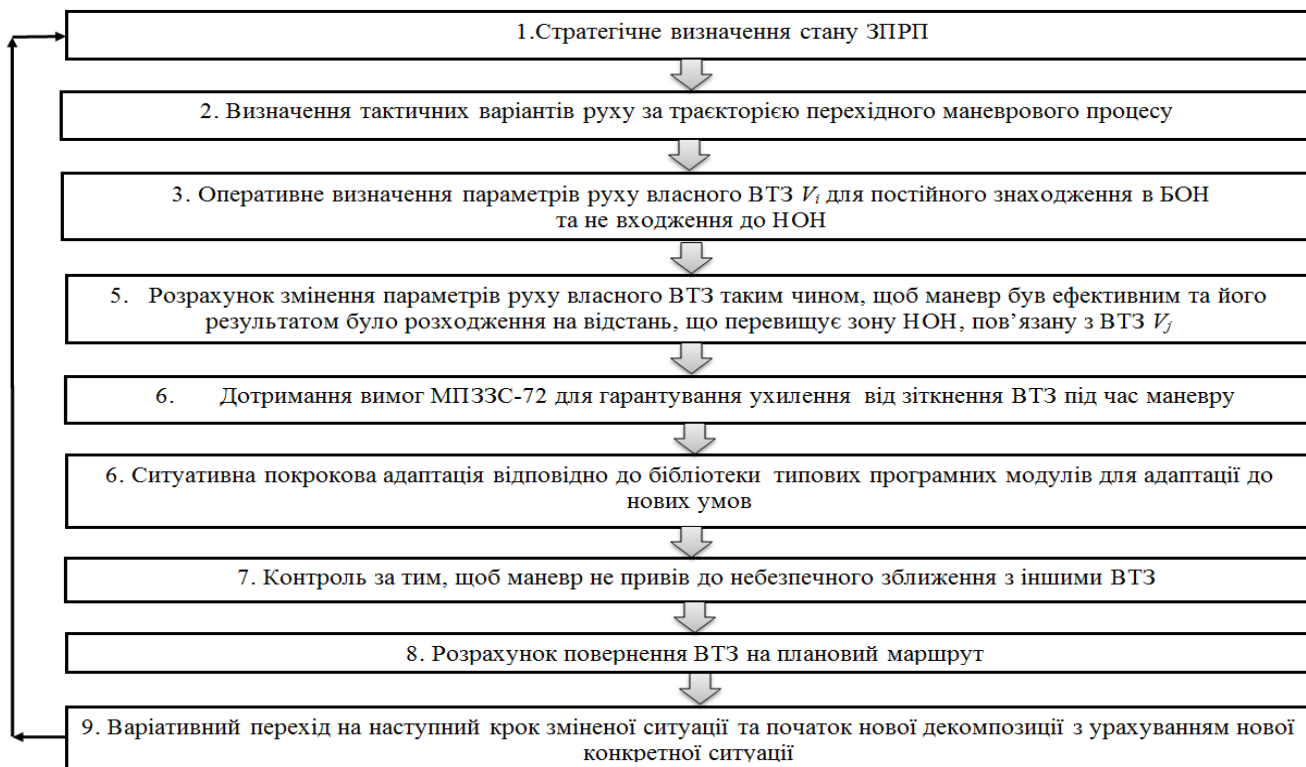 1.Стратегічне визначення стану ЗПРП
2. Визначення тактичних варіантів руху за траєкторією перехідного маневрового процесу
3. Оперативне визначення параметрів руху власного ВТЗ Vi для постійного знаходження в БОН
та не входження до НОН
5. Розрахунок змінення параметрів руху власного ВТЗ таким чином, щоб маневр був ефективним та його
результатом було розходження на відстань, що перевищує зону НОН, пов’язану з ВТЗ Vj
6. Дотримання вимог МПЗЗС-72 для гарантування ухилення від зіткнення ВТЗ під час маневру
6. Ситуативна покрокова адаптація відповідно до бібліотеки типових програмних модулів для адаптації до
нових умов
7. Контроль за тим, щоб маневр не привів до небезпечного зближення з іншими ВТЗ
8. Розрахунок повернення ВТЗ на плановий маршрут
9. Варіативний перехід на наступний крок зміненої ситуації та початок нової декомпозиції з урахуванням нової
конкретної ситуації